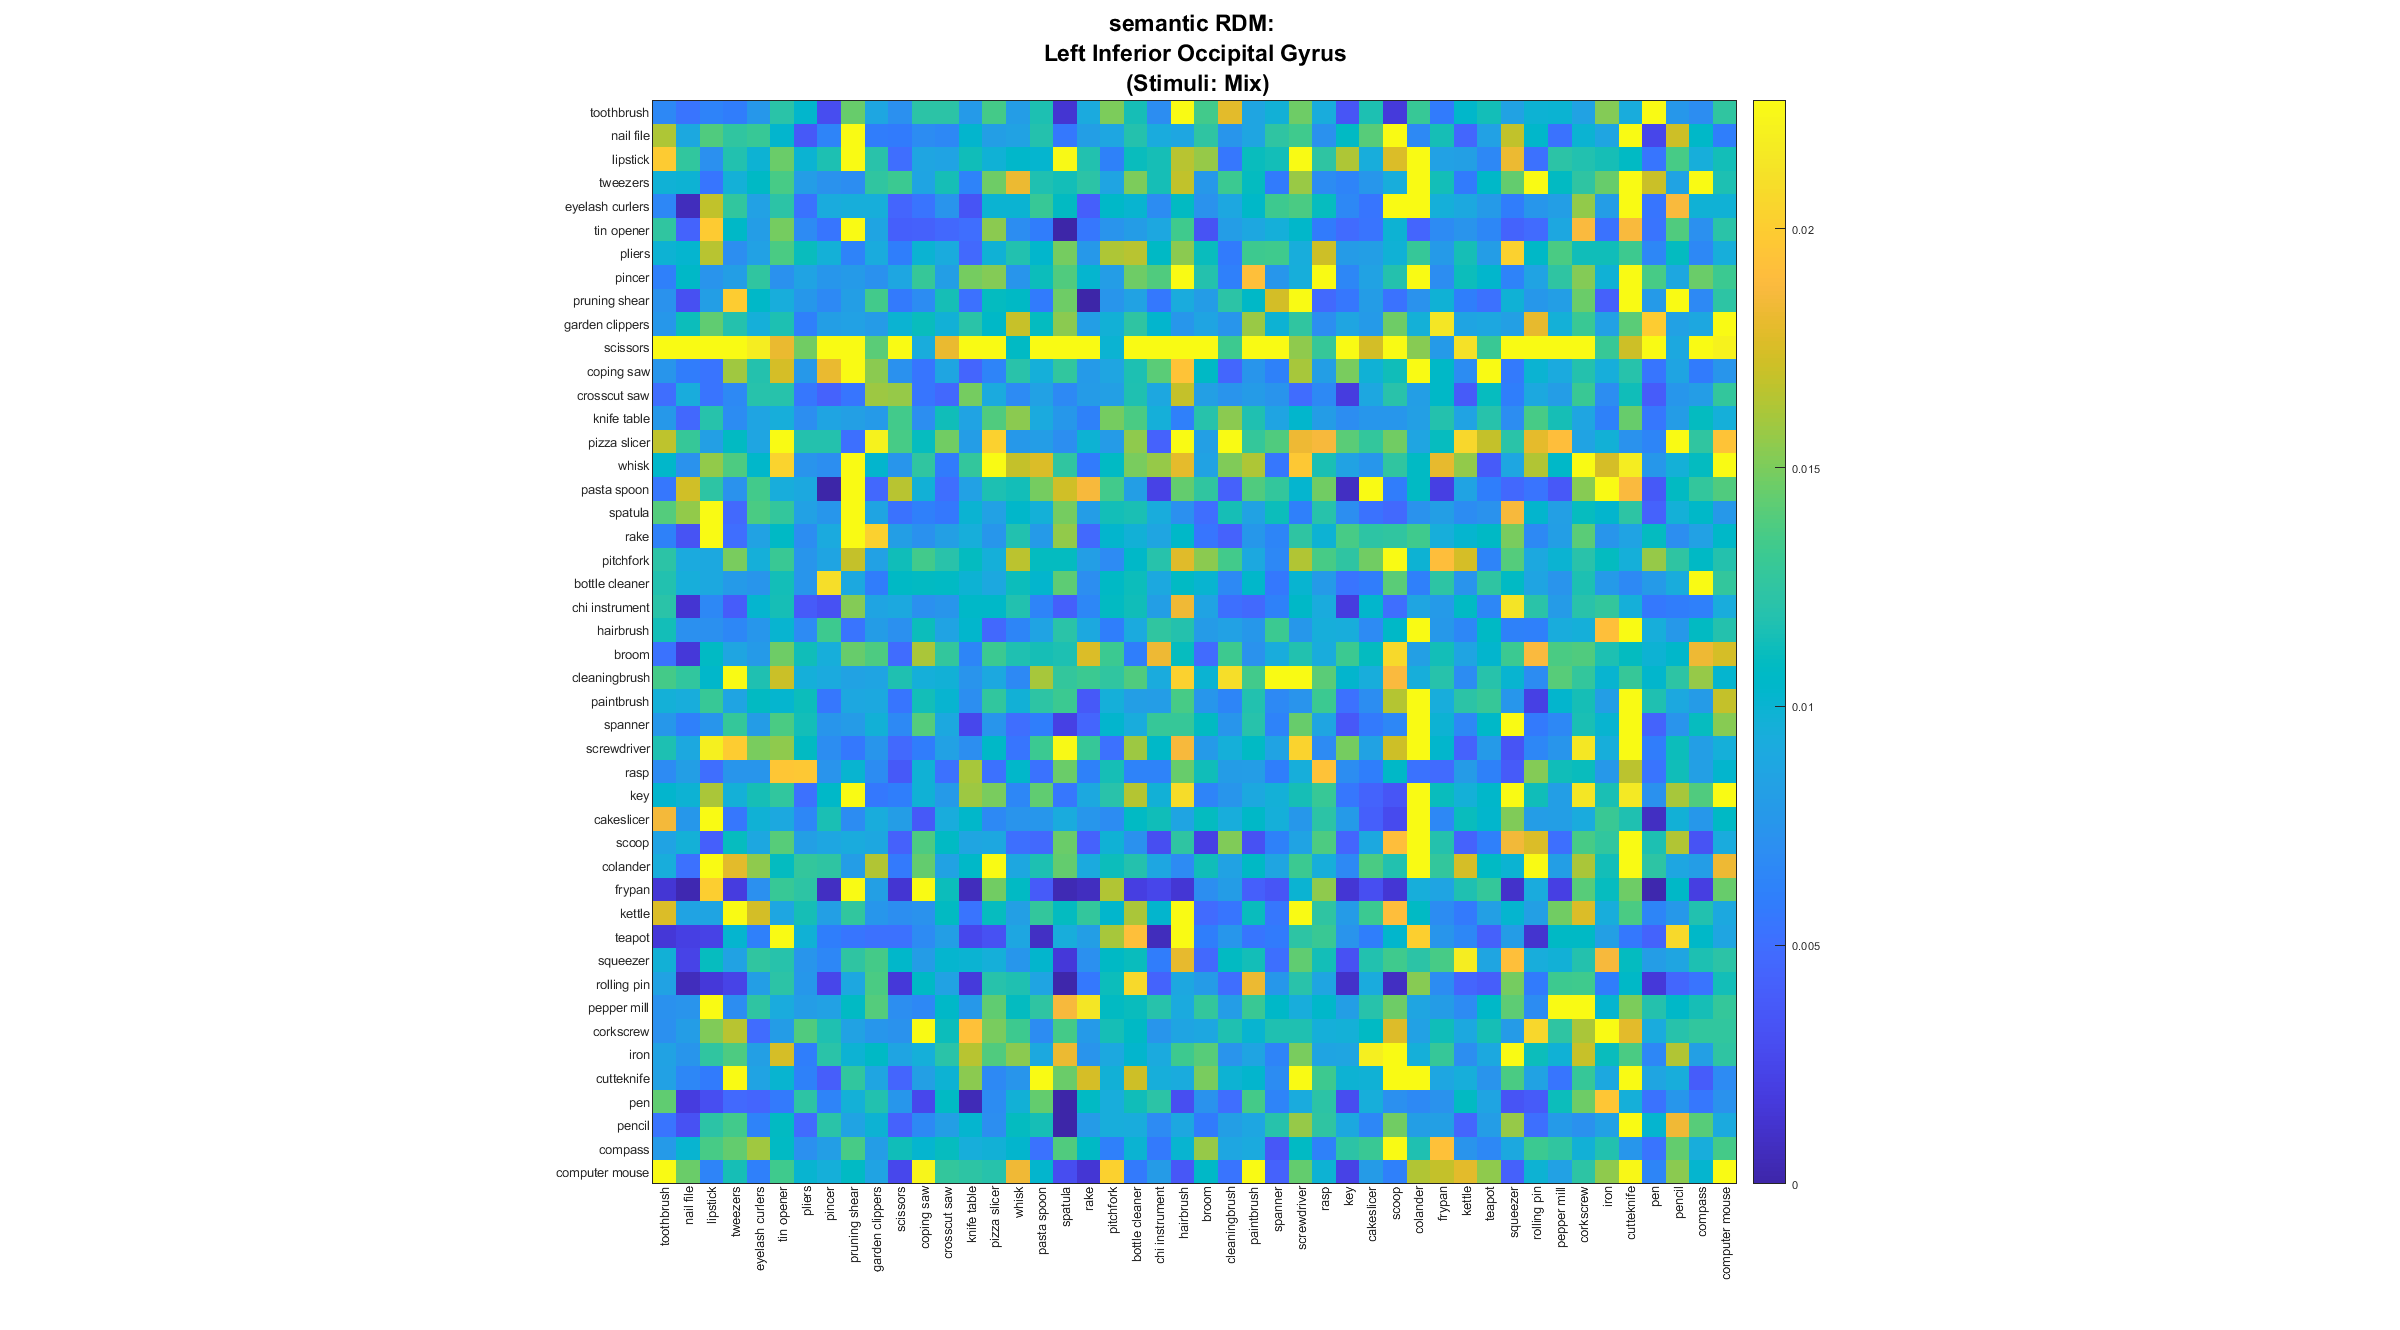 semantic RDM:
Left Inferior Occipital Gyrus
(Stimuli: Mix)
toothbrush
nail file
lipstick
tweezers
eyelash curlers
tin opener
pliers
pincer
pruning shear
garden clippers
scissors
coping saw
crosscut saw
knife table
pizza slicer
whisk
pasta spoon
spatula
rake
pitchfork
bottle cleaner
chi instrument
hairbrush
broom
cleaningbrush
paintbrush
spanner
screwdriver
rasp
key
cakeslicer
scoop
colander
frypan
kettle
teapot
squeezer
rolling pin
pepper mill
corkscrew
iron
cutteknife
pen
pencil
compass
computer mouse
toothbrush
nail file
lipstick
tweezers
eyelash curlers
tin opener
pliers
pincer
pruning shear
garden clippers
scissors
coping saw
crosscut saw
knife table
pizza slicer
whisk
pasta spoon
spatula
rake
pitchfork
bottle cleaner
chi instrument
hairbrush
broom
cleaningbrush
paintbrush
spanner
screwdriver
rasp
key
cakeslicer
scoop
colander
frypan
kettle
teapot
squeezer
rolling pin
pepper mill
corkscrew
iron
cutteknife
pen
pencil
compass
computer mouse
0.02
0.015
0.01
0.005
0